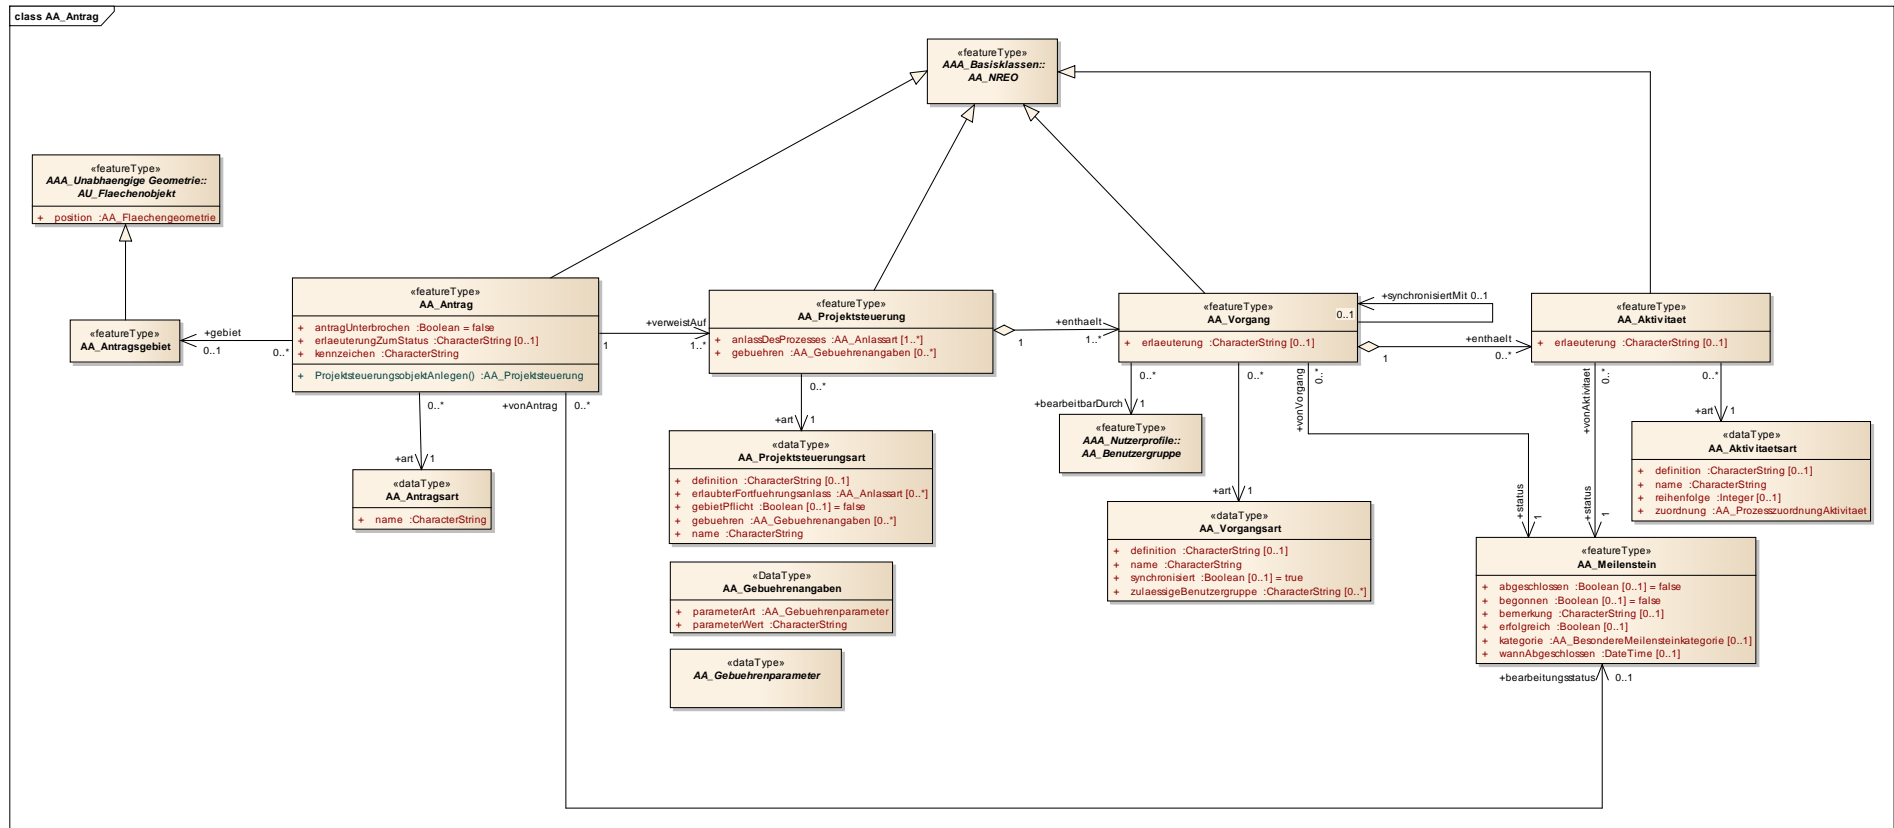 class AA_Antrag
«featureType»
AAA_Basisklassen::
AA_NREO
«featureType»
AAA_Unabhaengige Geometrie::
AU_Flaechenobjekt
+ position :AA_Flaechengeometrie
«featureType»
AA_Antragsgebiet
+gebiet
0..1
0..*
«featureType»
AA_Antrag
+ antragUnterbrochen :Boolean = false
+ erlaeuterungZumStatus :CharacterString [0..1]
+ kennzeichen :CharacterString
+ ProjektsteuerungsobjektAnlegen() :AA_Projektsteuerung
+verweistAuf
1
1..*
0..*
+art
1
+vonAntrag
0..*
«dataType»
AA_Antragsart
+ name :CharacterString
«featureType»
AA_Projektsteuerung
+ anlassDesProzesses :AA_Anlassart [1..*]
+ gebuehren :AA_Gebuehrenangaben [0..*]
+enthaelt
1
1..*
0..*
+art
1
«dataType»
AA_Projektsteuerungsart
+ definition :CharacterString [0..1]
+ erlaubterFortfuehrungsanlass :AA_Anlassart [0..*]
+ gebietPflicht :Boolean [0..1] = false
+ gebuehren :AA_Gebuehrenangaben [0..*]
+ name :CharacterString
«DataType»
AA_Gebuehrenangaben
+ parameterArt :AA_Gebuehrenparameter
+ parameterWert :CharacterString
«dataType»
AA_Gebuehrenparameter
«featureType»
AA_Vorgang
+ erlaeuterung :CharacterString [0..1]
+synchronisiertMit 0..1
0..1
+enthaelt
1
0..*
0..*
+bearbeitbarDurch
1
«featureType»
AAA_Nutzerprofile::
AA_Benutzergruppe
0..*
+art
1
«dataType»
AA_Vorgangsart
+ definition :CharacterString [0..1]
+ name :CharacterString
+ synchronisiert :Boolean [0..1] = true
+ zulaessigeBenutzergruppe :CharacterString [0..*]
+vonVorgang
0..*
+status
1
«featureType»
AA_Aktivitaet
+ erlaeuterung :CharacterString [0..1]
+vonAktivitaet
0..*
+status
1
0..*
+art
1
«dataType»
AA_Aktivitaetsart
+ definition :CharacterString [0..1]
+ name :CharacterString
+ reihenfolge :Integer [0..1]
+ zuordnung :AA_ProzesszuordnungAktivitaet
«featureType»
AA_Meilenstein
+ abgeschlossen :Boolean [0..1] = false
+ begonnen :Boolean [0..1] = false
+ bemerkung :CharacterString [0..1]
+ erfolgreich :Boolean [0..1]
+ kategorie :AA_BesondereMeilensteinkategorie [0..1]
+ wannAbgeschlossen :DateTime [0..1]
+bearbeitungsstatus
0..1